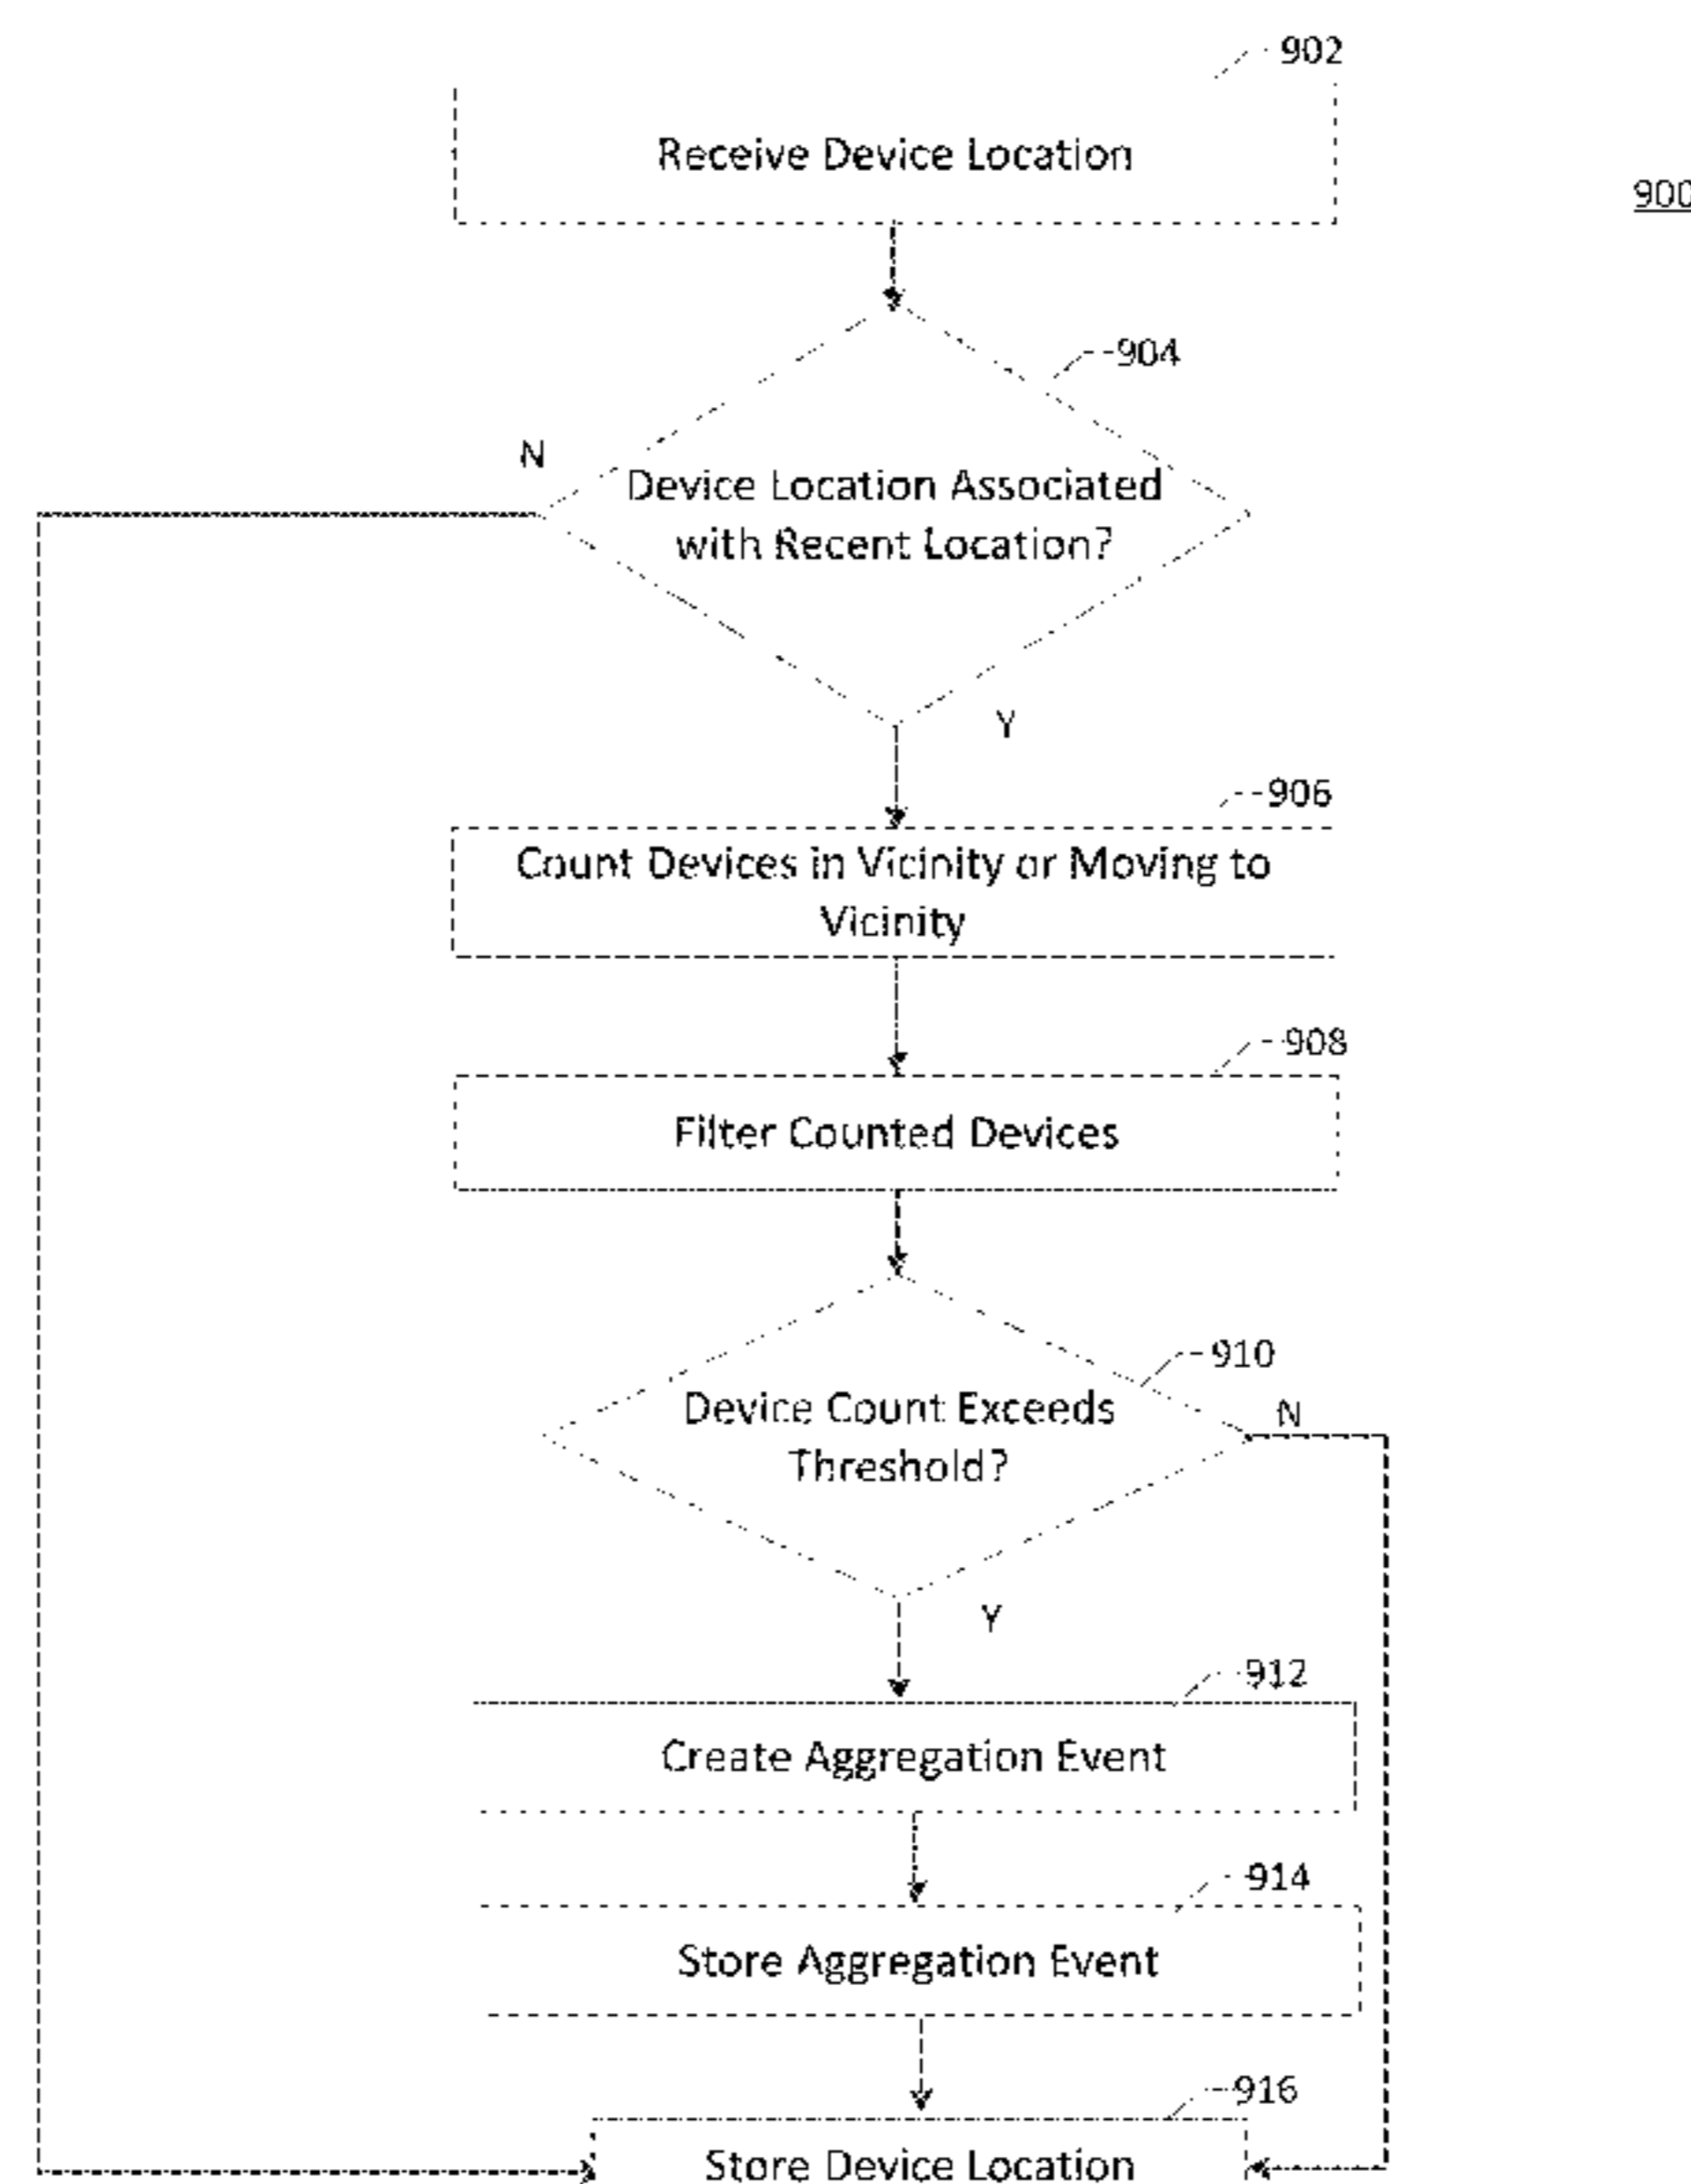 902
Receive Device Location
900
904
N
Device Location Associated
with Recent Location?
Y
906
Count Devices in Vicinity or Moving to
Vicinity
908
Filter Counted Devices
910
N
Device Count Exceeds
Threshold?
Y
912
Create Aggregation Event
914
Store Aggregation Event
916
Store Device Location